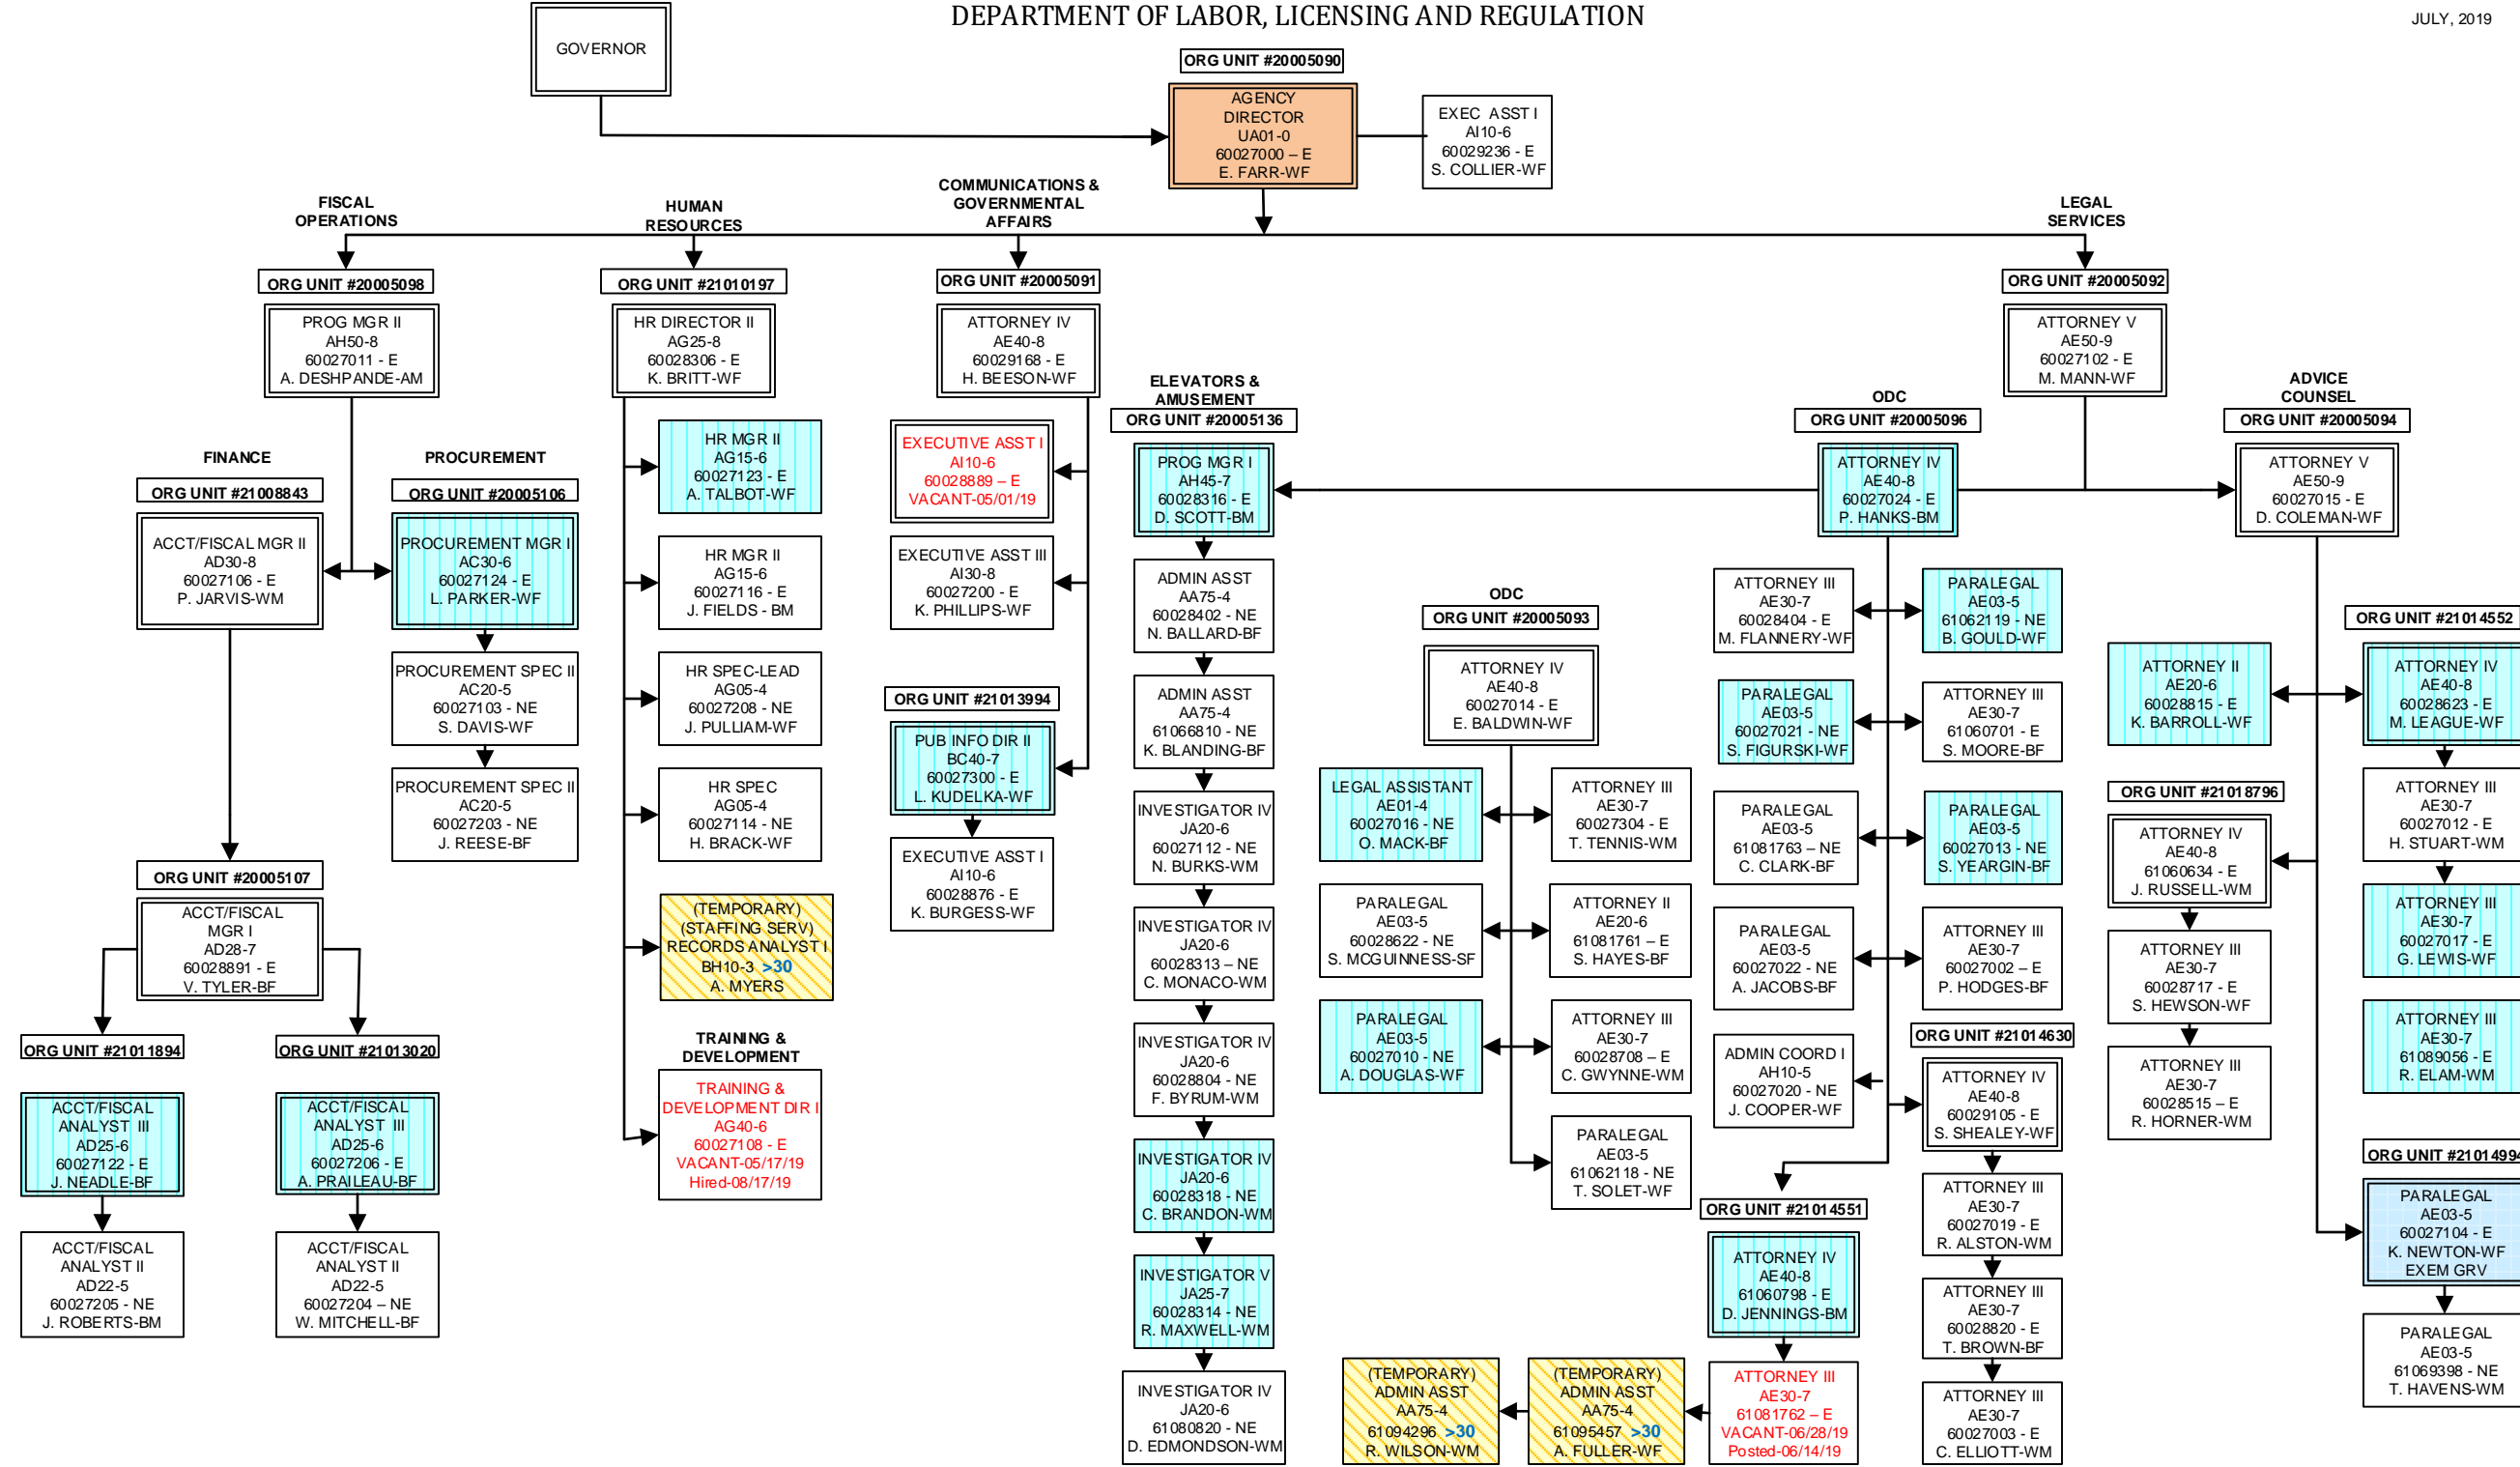 DEPARTMENT OF LABOR, LICENSING AND REGULATION
JULY, 2019
GOVERNOR
ORG UNIT #20005090
AGENCY
DIRECTOR
UA01-0
60027000 – E
E. FARR-WF
EXEC ASST I
AI10-6
60029236 - E
S. COLLIER-WF
FISCAL
OPERATIONS
HUMAN
RESOURCES
COMMUNICATIONS &
GOVERNMENTAL
AFFAIRS
LEGAL
SERVICES
ORG UNIT #20005098
PROG MGR II
AH50-8
60027011 - E
A. DESHPANDE-AM
FINANCE
ORG UNIT #21008843
ACCT/FISCAL MGR II
AD30-8
60027106 - E
P. JARVIS-WM
PROCUREMENT
ORG UNIT #20005106
PROCUREMENT MGR I
AC30-6
60027124 - E
L. PARKER-WF
PROCUREMENT SPEC II
AC20-5
60027103 - NE
S. DAVIS-WF
PROCUREMENT SPEC II
AC20-5
60027203 - NE
J. REESE-BF
ORG UNIT #20005107
ACCT/FISCAL
MGR I
AD28-7
60028891 - E
V. TYLER-BF
ORG UNIT #21011894
ACCT/FISCAL
ANALYST III
AD25-6
60027122 - E
J. NEADLE-BF
ACCT/FISCAL
ANALYST II
AD22-5
60027205 - NE
J. ROBERTS-BM
ORG UNIT #21013020
ACCT/FISCAL
ANALYST III
AD25-6
60027206 - E
A. PRAILEAU-BF
ACCT/FISCAL
ANALYST II
AD22-5
60027204 – NE
W. MITCHELL-BF
ORG UNIT #21010197
HR DIRECTOR II
AG25-8
60028306 - E
K. BRITT-WF
HR MGR II
AG15-6
60027123 - E
A. TALBOT-WF
HR MGR II
AG15-6
60027116 - E
J. FIELDS - BM
HR SPEC-LEAD
AG05-4
60027208 - NE
J. PULLIAM-WF
HR SPEC
AG05-4
60027114 - NE
H. BRACK-WF
(TEMPORARY)
(STAFFING SERV)
RECORDS ANALYST I
BH10-3 >30
A. MYERS
TRAINING &
DEVELOPMENT
TRAINING &
DEVELOPMENT DIR I
AG40-6
60027108 - E
VACANT-05/17/19
Hired-08/17/19
ORG UNIT #20005091
ATTORNEY IV
AE40-8
60029168 - E
H. BEESON-WF
EXECUTIVE ASST I
AI10-6
60028889 – E
VACANT-05/01/19
EXECUTIVE ASST III
AI30-8
60027200 - E
K. PHILLIPS-WF
ORG UNIT #21013994
PUB INFO DIR II
BC40-7
60027300 - E
L. KUDELKA-WF
EXECUTIVE ASST I
AI10-6
60028876 - E
K. BURGESS-WF
ORG UNIT #20005092
ATTORNEY V
AE50-9
60027102 - E
M. MANN-WF
ELEVATORS &
AMUSEMENT
ORG UNIT #20005136
PROG MGR I
AH45-7
60028316 - E
D. SCOTT-BM
ADMIN ASST
AA75-4
60028402 - NE
N. BALLARD-BF
ADMIN ASST
AA75-4
61066810 - NE
K. BLANDING-BF
INVESTIGATOR IV
JA20-6
60027112 - NE
N. BURKS-WM
INVESTIGATOR IV
JA20-6
60028313 – NE
C. MONACO-WM
INVESTIGATOR IV
JA20-6
60028804 - NE
F. BYRUM-WM
INVESTIGATOR IV
JA20-6
60028318 - NE
C. BRANDON-WM
INVESTIGATOR V
JA25-7
60028314 - NE
R. MAXWELL-WM
INVESTIGATOR IV
JA20-6
61080820 - NE
D. EDMONDSON-WM
ODC
ORG UNIT #20005093
ATTORNEY IV
AE40-8
60027014 - E
E. BALDWIN-WF
LEGAL ASSISTANT
AE01-4
60027016 - NE
O. MACK-BF
ATTORNEY III
AE30-7
60027304 – E
T. TENNIS-WM
PARALEGAL
AE03-5
60028622 - NE
S. MCGUINNESS-SF
ATTORNEY II
AE20-6
61081761 – E
S. HAYES-BF
PARALEGAL
AE03-5
60027010 - NE
A. DOUGLAS-WF
ATTORNEY III
AE30-7
60028708 – E
C. GWYNNE-WM
PARALEGAL
AE03-5
61062118 - NE
T. SOLET-WF
ODC
ORG UNIT #20005096
ATTORNEY IV
AE40-8
60027024 - E
P. HANKS-BM
ATTORNEY III
AE30-7
60028404 - E
M. FLANNERY-WF
PARALEGAL
AE03-5
61062119 - NE
B. GOULD-WF
PARALEGAL
AE03-5
60027021 - NE
S. FIGURSKI-WF
ATTORNEY III
AE30-7
61060701 - E
S. MOORE-BF
PARALEGAL
AE03-5
61081763 – NE
C. CLARK-BF
PARALEGAL
AE03-5
60027013 - NE
S. YEARGIN-BF
PARALEGAL
AE03-5
60027022 - NE
A. JACOBS-BF
ATTORNEY III
AE30-7
60027002 – E
P. HODGES-BF
ADMIN COORD I
AH10-5
60027020 - NE
J. COOPER-WF
ORG UNIT #21014630
ATTORNEY IV
AE40-8
60029105 - E
S. SHEALEY-WF
ATTORNEY III
AE30-7
60027019 - E
R. ALSTON-WM
ATTORNEY III
AE30-7
60028820 - E
T. BROWN-BF
ATTORNEY III
AE30-7
60027003 – E
C. ELLIOTT-WM
ORG UNIT #21014551
ATTORNEY IV
AE40-8
61060798 - E
D. JENNINGS-BM
ATTORNEY III
AE30-7
61081762 – E
VACANT-06/28/19
Posted-06/14/19
(TEMPORARY)
ADMIN ASST
AA75-4
61095457 >30
A. FULLER-WF
(TEMPORARY)
ADMIN ASST
AA75-4
61094296 >30
R. WILSON-WM
ADVICE
COUNSEL
ORG UNIT #20005094
ATTORNEY V
AE50-9
60027015 - E
D. COLEMAN-WF
ATTORNEY II
AE20-6
60028815 - E
K. BARROLL-WF
ORG UNIT #21014552
ATTORNEY IV
AE40-8
60028623 - E
M. LEAGUE-WF
ATTORNEY III
AE30-7
60027012 - E
H. STUART-WM
ATTORNEY III
AE30-7
60027017 - E
G. LEWIS-WF
ATTORNEY III
AE30-7
61089056 - E
R. ELAM-WM
ORG UNIT #21018796
ATTORNEY IV
AE40-8
61060634 - E
J. RUSSELL-WM
ATTORNEY III
AE30-7
60028717 - E
S. HEWSON-WF
ATTORNEY III
AE30-7
60028515 – E
R. HORNER-WM
ORG UNIT #21014994
PARALEGAL
AE03-5
60027104 - E
K. NEWTON-WF
EXEM GRV
PARALEGAL
AE03-5
61069398 - NE
T. HAVENS-WM